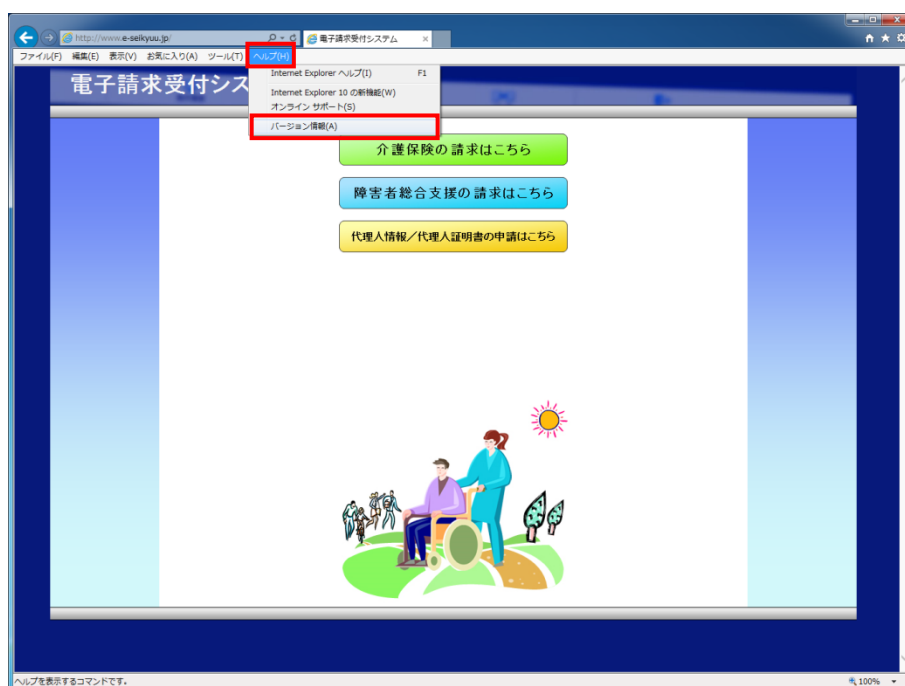 http://www.e-seikyuu.jp/
電子請求受付システム
ファイル(F) 編集(E) 表示(V) お気に入り(A) ツール(T) ヘルプ(H)
Internet Explorer ヘルプ(I) F1
Internet Explorer 10 の新機能(W)
オンライン サポート(S)
バージョン情報(A)
電子請求受付シス
介護保険の請求はこちら
障害者総合支援の請求はこちら
代理人情報/代理人証明書の申請はこちら
ヘルプを表示するコマンドです。
100%